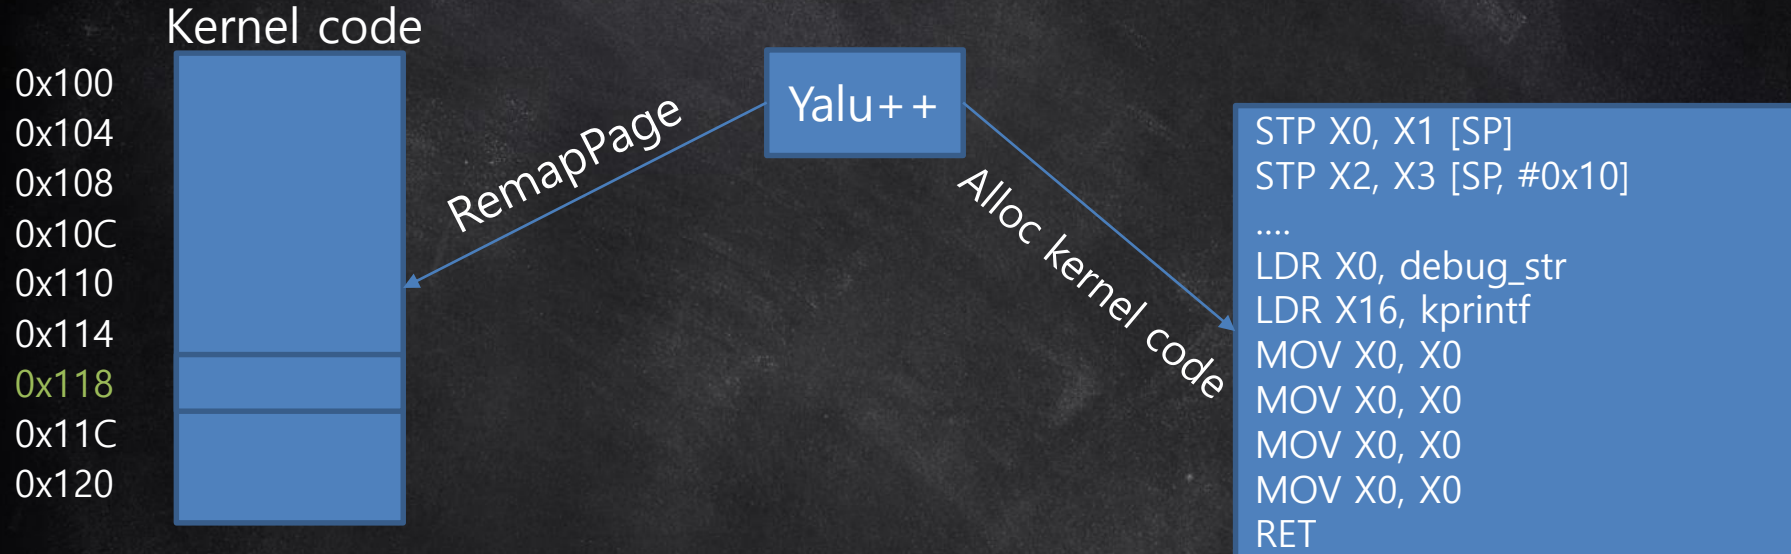 Kernel code
0x100
0x104
0x108
0x10C
0x110
0x114
0x118
0x11C
0x120
RemapPage
Yalu++
Alloc kernel code
STP X0, X1 [SP]
STP X2, X3 [SP, #0x10]
....
LDR X0, debug_str
LDR X16, kprintf
MOV X0, X0
MOV X0, X0
MOV X0, X0
MOV X0, X0
RET